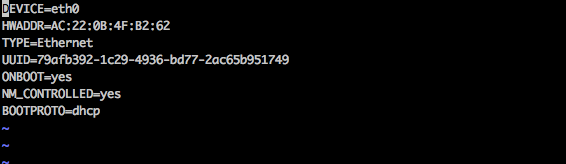 DEVICE=eth0
HWADDR=AC:22:0B:4F:B2:62
TYPE=Ethernet
UUID=79afb392-1c29-4936-bd77-2ac65b951749
ONBOOT=yes
NM_CONTROLLED=yes
BOOTPROTO=dhcp
~
~
~